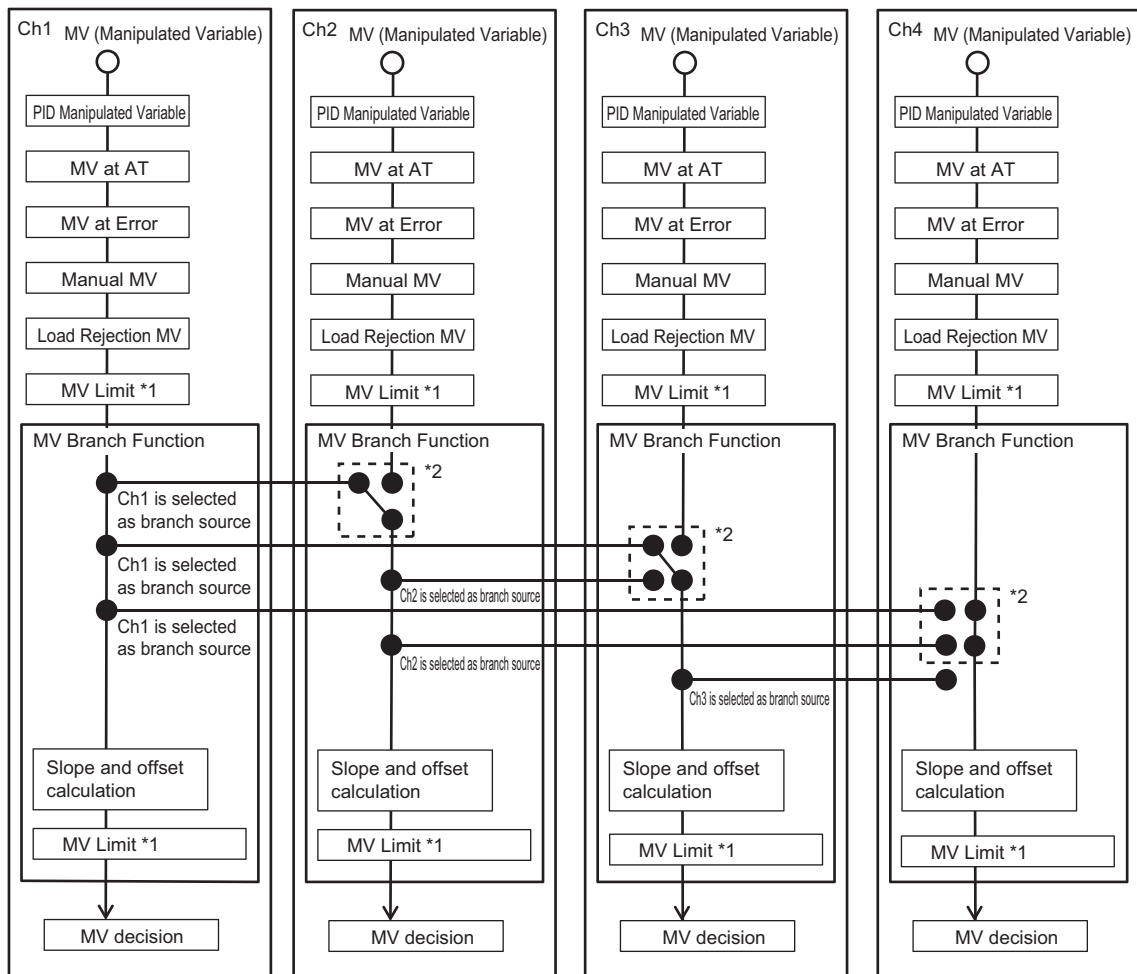 Ch1 MV (Manipulated Variable)
PID Manipulated Variable
MV at AT
MV at Error
Manual MV
Load Rejection MV
MV Limit *1
MV Branch Function
Ch1 is selected
as branch source
Ch1 is selected
as branch source
Ch1 is selected
as branch source
Slope and offset
calculation
MV Limit *1
MV decision
Ch2 MV (Manipulated Variable)
PID Manipulated Variable
MV at AT
MV at Error
Manual MV
Load Rejection MV
MV Limit *1
MV Branch Function
*2
Ch2 is selected as branch source
Ch2 is selected as branch source
Slope and offset
calculation
MV Limit *1
MV decision
Ch3 MV (Manipulated Variable)
PID Manipulated Variable
MV at AT
MV at Error
Manual MV
Load Rejection MV
MV Limit *1
MV Branch Function
*2
Ch3 is selected as branch source
Slope and offset
calculation
MV Limit *1
MV decision
Ch4 MV (Manipulated Variable)
PID Manipulated Variable
MV at AT
MV at Error
Manual MV
Load Rejection MV
MV Limit *1
MV Branch Function
*2
Slope and offset
calculation
MV Limit *1
MV decision